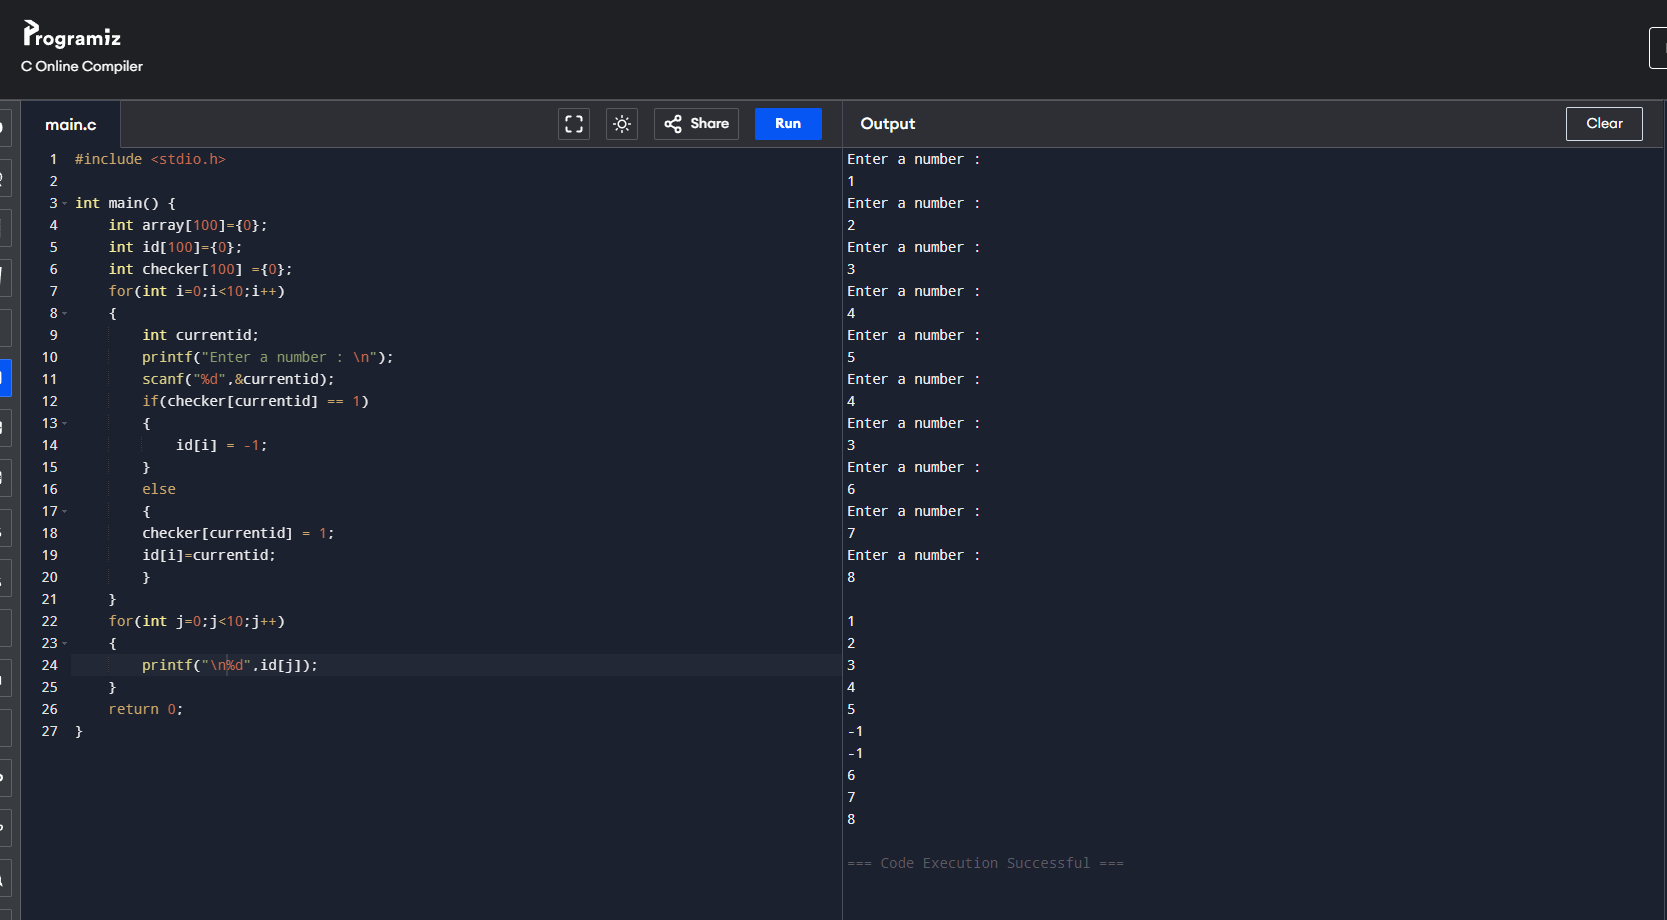 Programiz
C Online Compiler
main.c
Share
Run
Output
Clear
1 #include <stdio.h>
2
3 int main() {
4     int array[100]={0};
5     int id[100]={0};
6     int checker[100] ={0};
7     for(int i=0;i<10;i++)
8     {
9         int currentid;
10         printf("Enter a number : \n");
11         scanf("%d",&currentid);
12         if(checker[currentid] == 1)
13         {
14             id[i] = -1;
15         }
16         else
17         {
18         checker[currentid] = 1;
19         id[i]=currentid;
20         }
21     }
22     for(int j=0;j<10;j++)
23     {
24         printf("\n%d",id[j]);
25     }
26     return 0;
27 }
Enter a number :
1
Enter a number :
2
Enter a number :
3
Enter a number :
4
Enter a number :
5
Enter a number :
4
Enter a number :
3
Enter a number :
6
Enter a number :
7
Enter a number :
8
1
2
3
4
5
-1
-1
6
7
8
=== Code Execution Successful ===